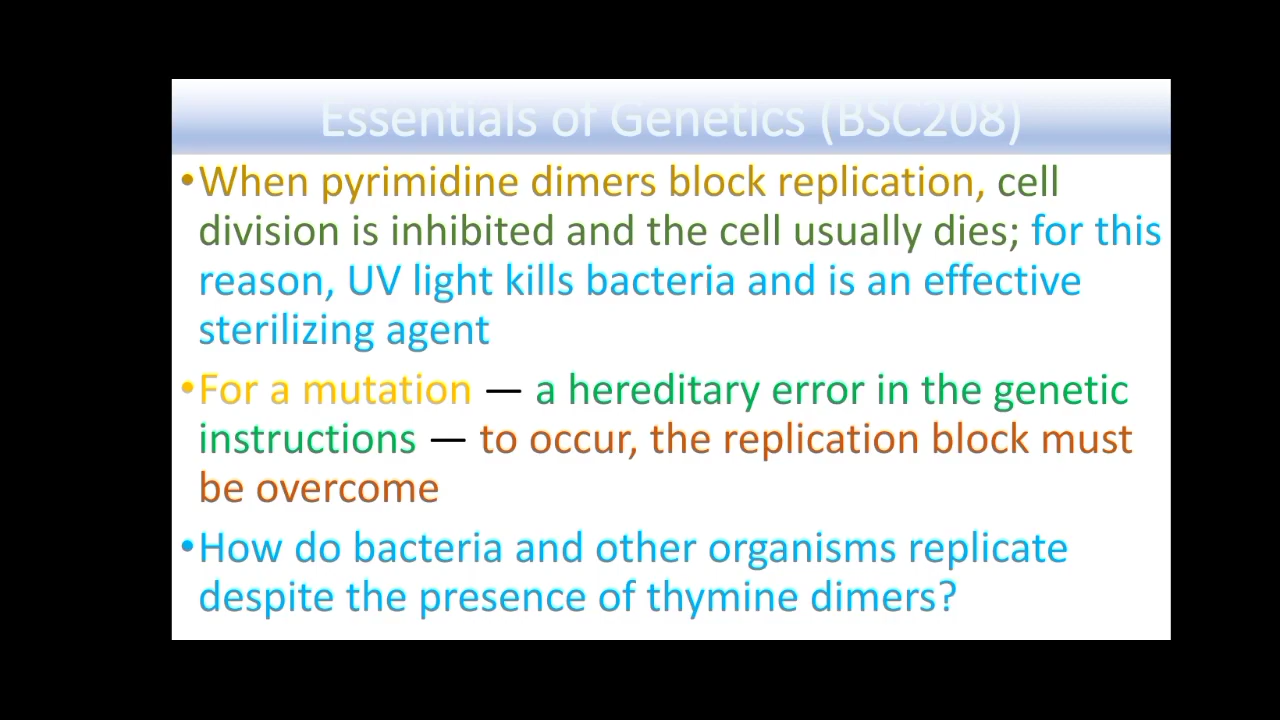 Essentials of Genetics (BSC208)
•When pyrimidine dimers block replication, cell
division is inhibited and the cell usually dies; for this
reason, UV light kills bacteria and is an effective
sterilizing agent
•For a mutation — a hereditary error in the genetic
instructions — to occur, the replication block must
be overcome
•How do bacteria and other organisms replicate
despite the presence of thymine dimers?